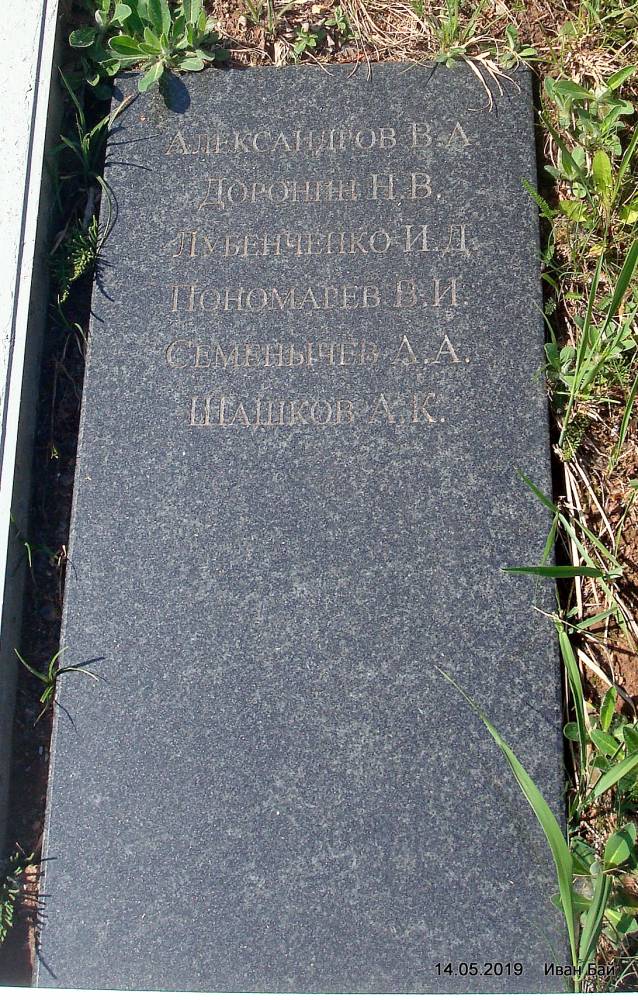 Александров В.А
Доронин Н.В.
Лубенченко И.Д
Пономарев В.И.
Семенычев А.А.
Шашков А.К.
14.05.2019 Иван Бай